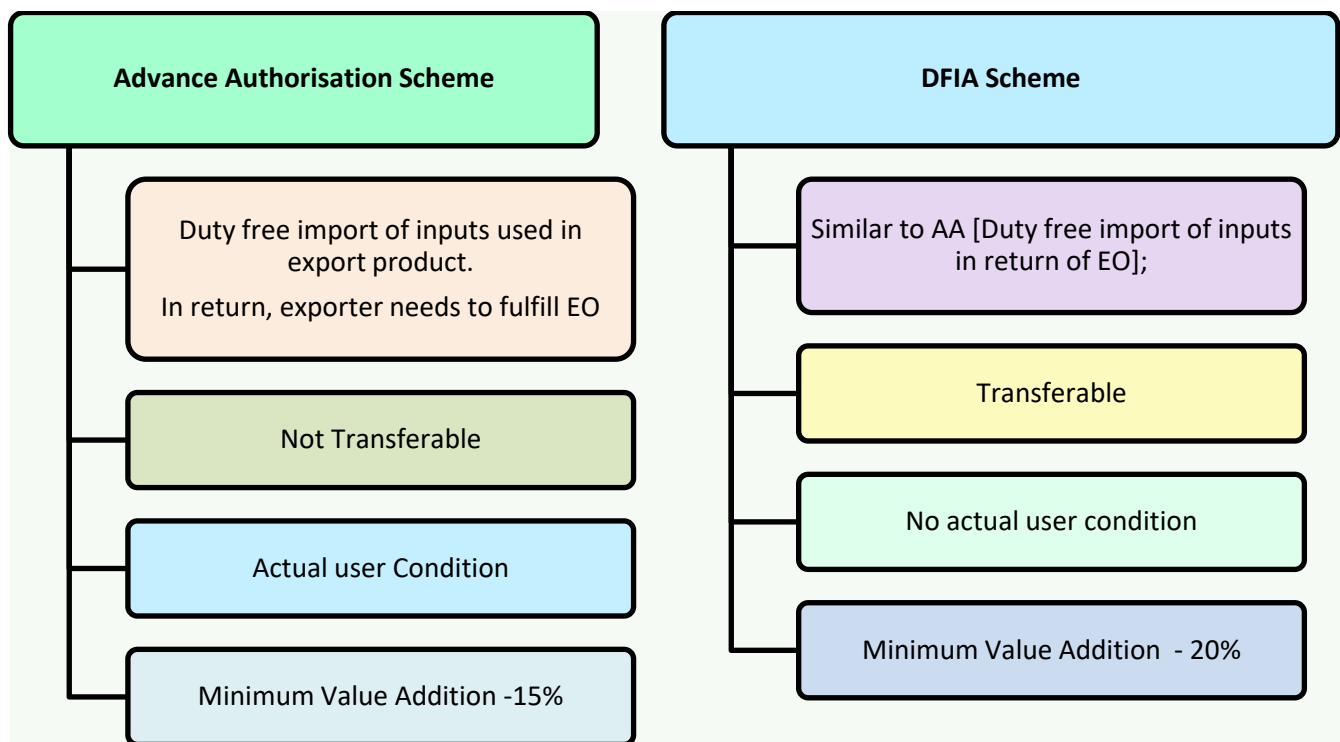 Advance Authorisation Scheme
Duty free import of inputs used in
export product.
In return, exporter needs to fulfill EO
Not Transferable
Actual user Condition
Minimum Value Addition -15%
DFIA Scheme
Similar to AA [Duty free import of inputs
in return of EO];
Transferable
No actual user condition
Minimum Value Addition - 20%